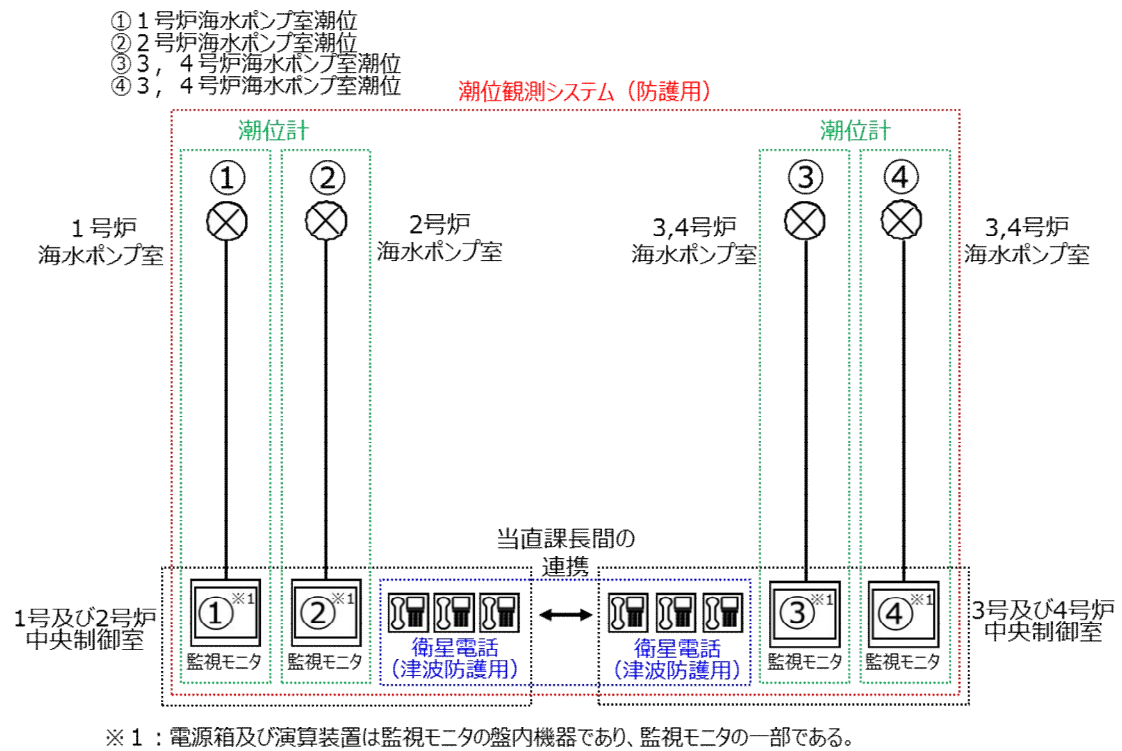 ①１号炉海水ポンプ室潮位
②２号炉海水ポンプ室潮位
③３，４号炉海水ポンプ室潮位
④３，４号炉海水ポンプ室潮位
潮位観測システム（防護用）
潮位計
潮位計
①
②
③
④
１号炉
海水ポンプ室
2号炉
海水ポンプ室
3,4号炉
海水ポンプ室
3,4号炉
海水ポンプ室
当直課長間の
連携
1号及び2号炉
中央制御室
①※1
監視モニタ
②※1
監視モニタ
衛星電話
（津波防護用）
衛星電話
（津波防護用）
③※1
監視モニタ
④※1
監視モニタ
3号及び4号炉
中央制御室
※１：電源箱及び演算装置は監視モニタの盤内機器であり、監視モニタの一部である。